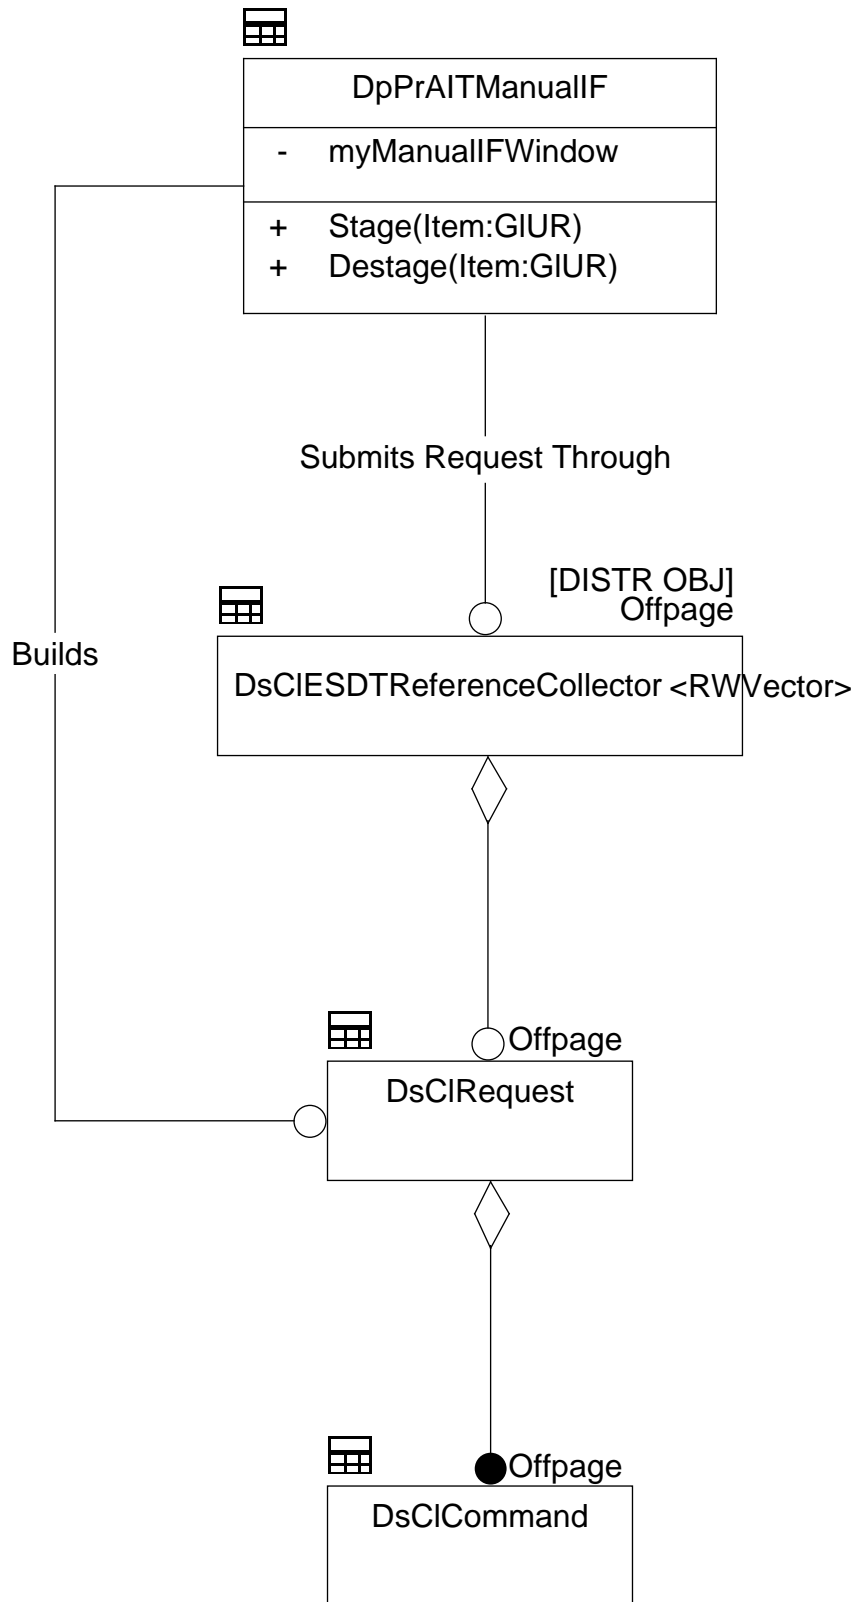 DpPrAITManualIF
- myManualIFWindow
+ Stage(Item:GlUR)
+ Destage(Item:GlUR)
Submits Request Through
[DISTR OBJ]
Offpage
Builds
DsClESDTReferenceCollector <RWVector>
Offpage
DsClRequest
Offpage
DsClCommand